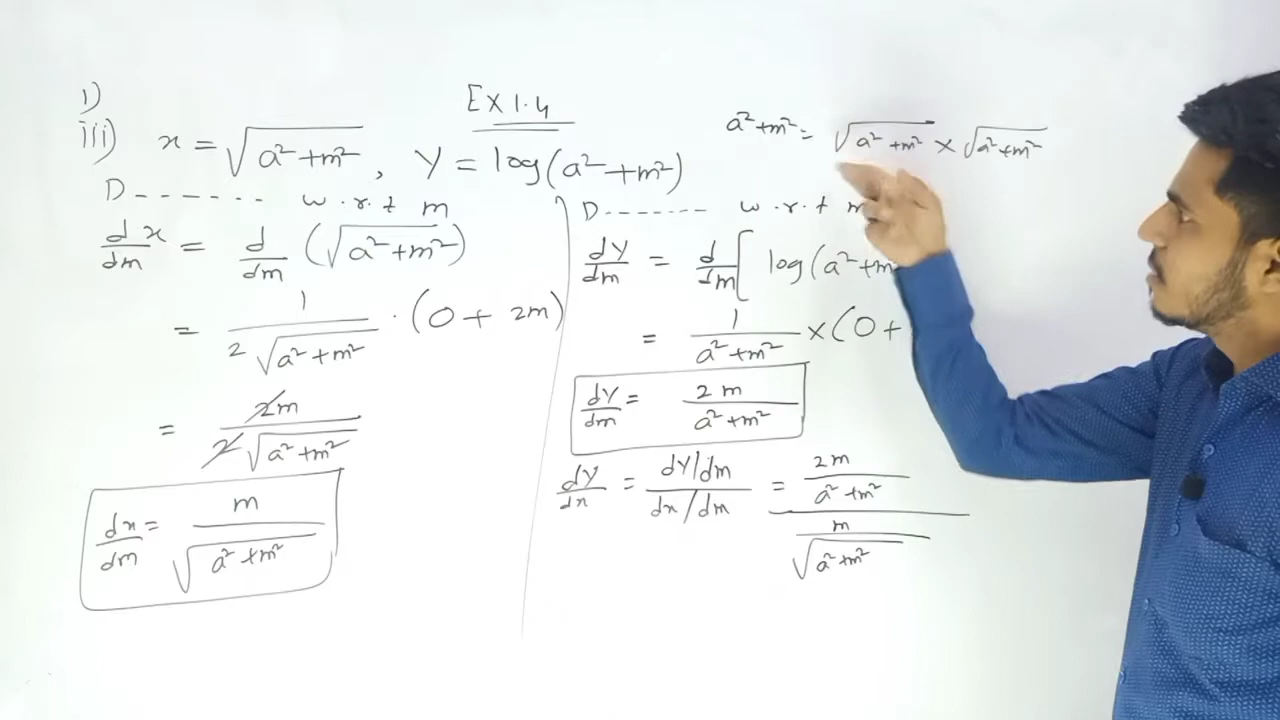 Ex 1.4
1)
iii) x = √(a²+m²) , Y = log(a²+m²)
D - - - - - - w.r.t m
dx/dm = d/dm (√(a²+m²))
= 1/(2√(a²+m²)) · (0 + 2m)
= 2m/(2√(a²+m²))
dx/dm = m/√(a²+m²)
a²+m² = √(a²+m²) × √(a²+m²)
D - - - - - - - w.r.t m
dY/dm = d/dm [ log(a²+m²
= 1/(a²+m²) × (0 +
dY/dm = 2m/(a²+m²)
dY/dx = (dY/dm)/(dx/dm) = (2m/(a²+m²))/(m/√(a²+m²))